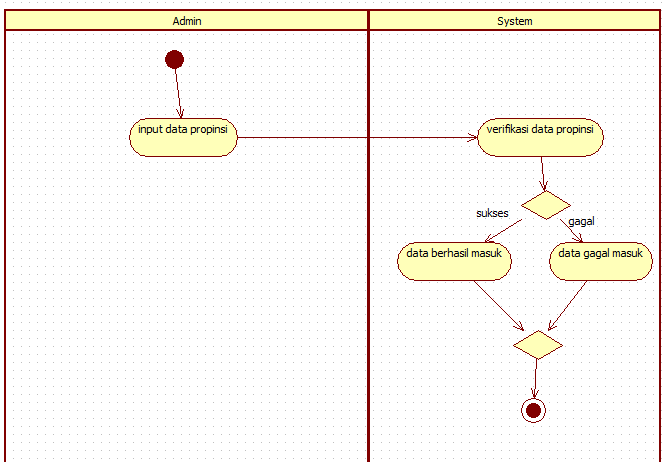 Admin
System
input data propinsi
verifikasi data propinsi
sukses
gagal
data berhasil masuk
data gagal masuk